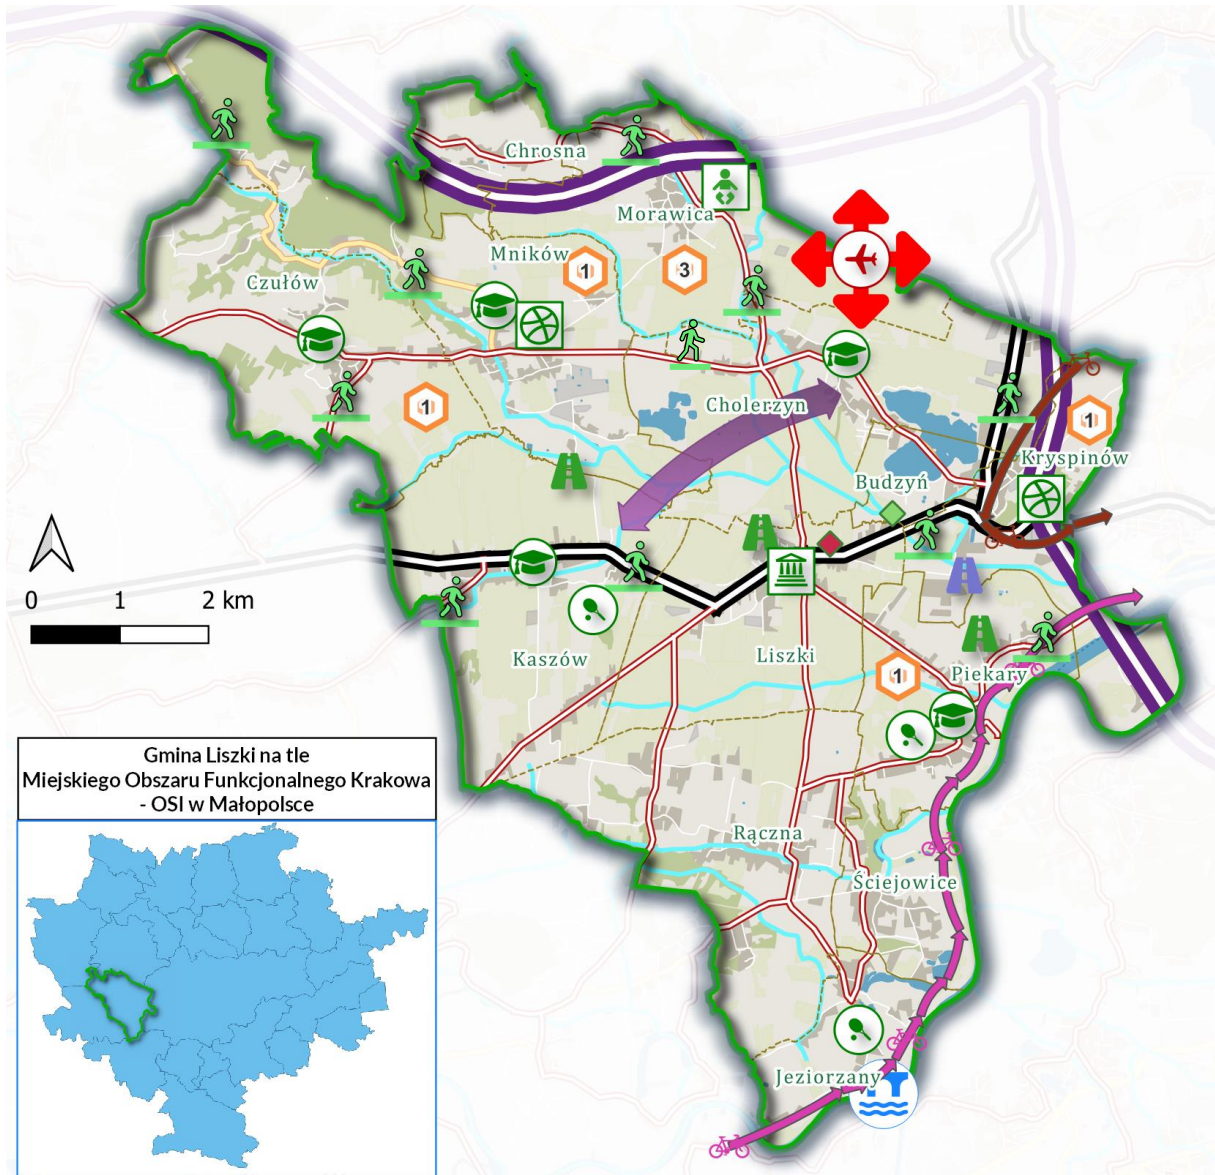 Chrosna
Morawica
Mników
1
3
Czułów
1
Cholerzyn
1
Kryspinów
Budzyń
0 1 2 km
Kaszów
Liszki
1
Piekary
Gmina Liszki na tle
Miejskiego Obszaru Funkcjonalnego Krakowa
- OSI w Małopolsce
Rączna
Ściejowice
Jeziorzany